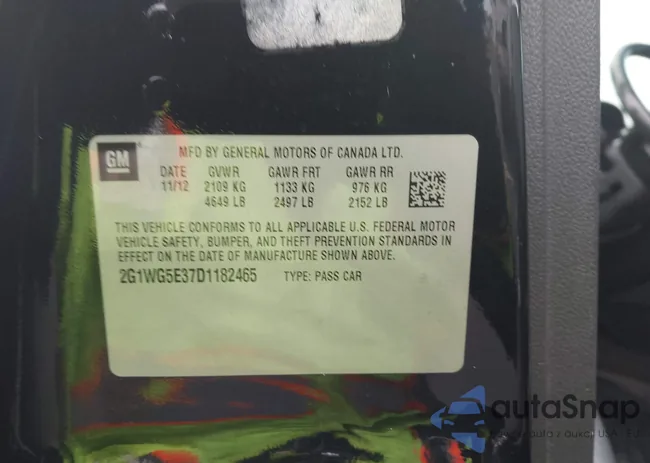 GM
MFD BY GENERAL MOTORS OF CANADA LTD.
DATE GVWR GAWR FRT GAWR RR
11/12 2109 KG 1133 KG 976 KG
4649 LB 2497 LB 2152 LB
THIS VEHICLE CONFORMS TO ALL APPLICABLE U.S. FEDERAL MOTOR
VEHICLE SAFETY, BUMPER, AND THEFT PREVENTION STANDARDS IN
EFFECT ON THE DATE OF MANUFACTURE SHOWN ABOVE.
2G1WG5E37D1182465 TYPE: PASS CAR
autaSnap